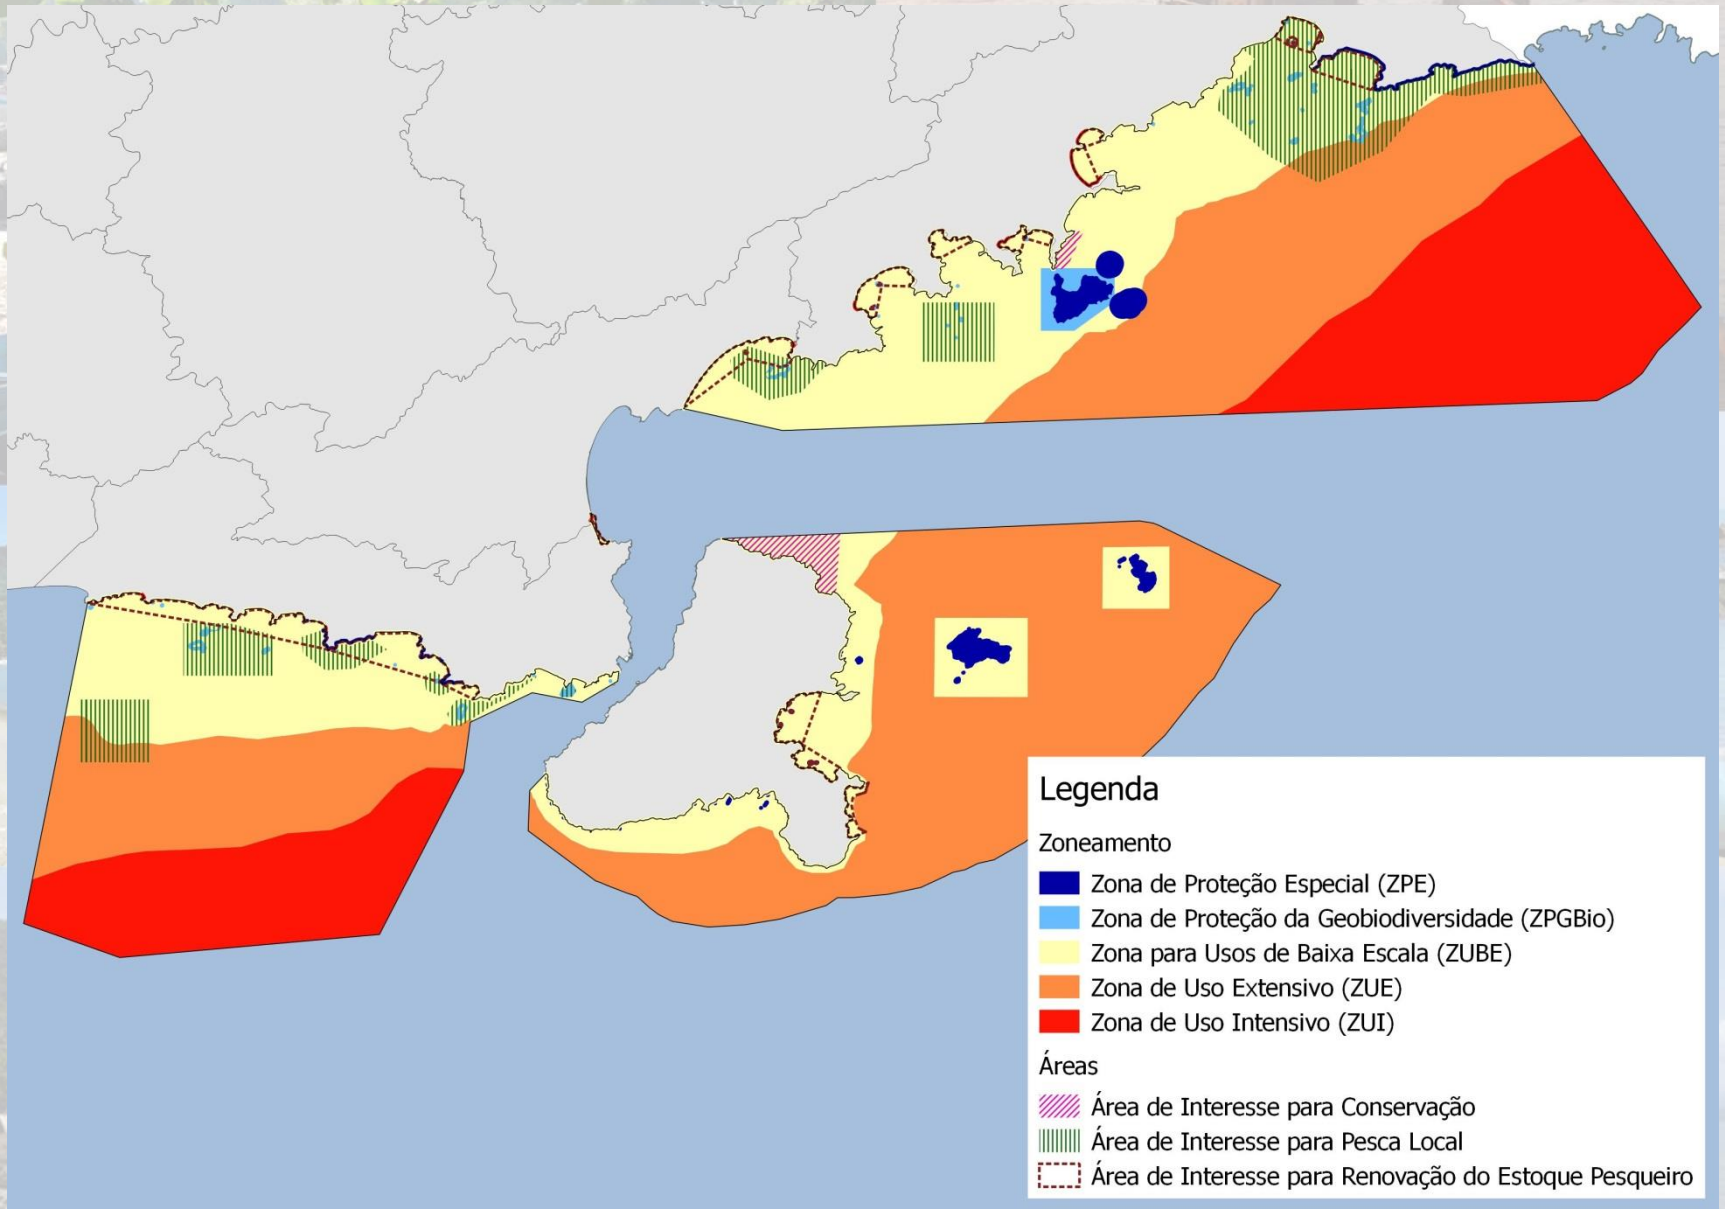 Legenda
Zoneamento
Zona de Proteção Especial (ZPE)
Zona de Proteção da Geobiodiversidade (ZPGBio)
Zona para Usos de Baixa Escala (ZUBE)
Zona de Uso Extensivo (ZUE)
Zona de Uso Intensivo (ZUI)
Áreas
Área de Interesse para Conservação
Área de Interesse para Pesca Local
Área de Interesse para Renovação do Estoque Pesqueiro